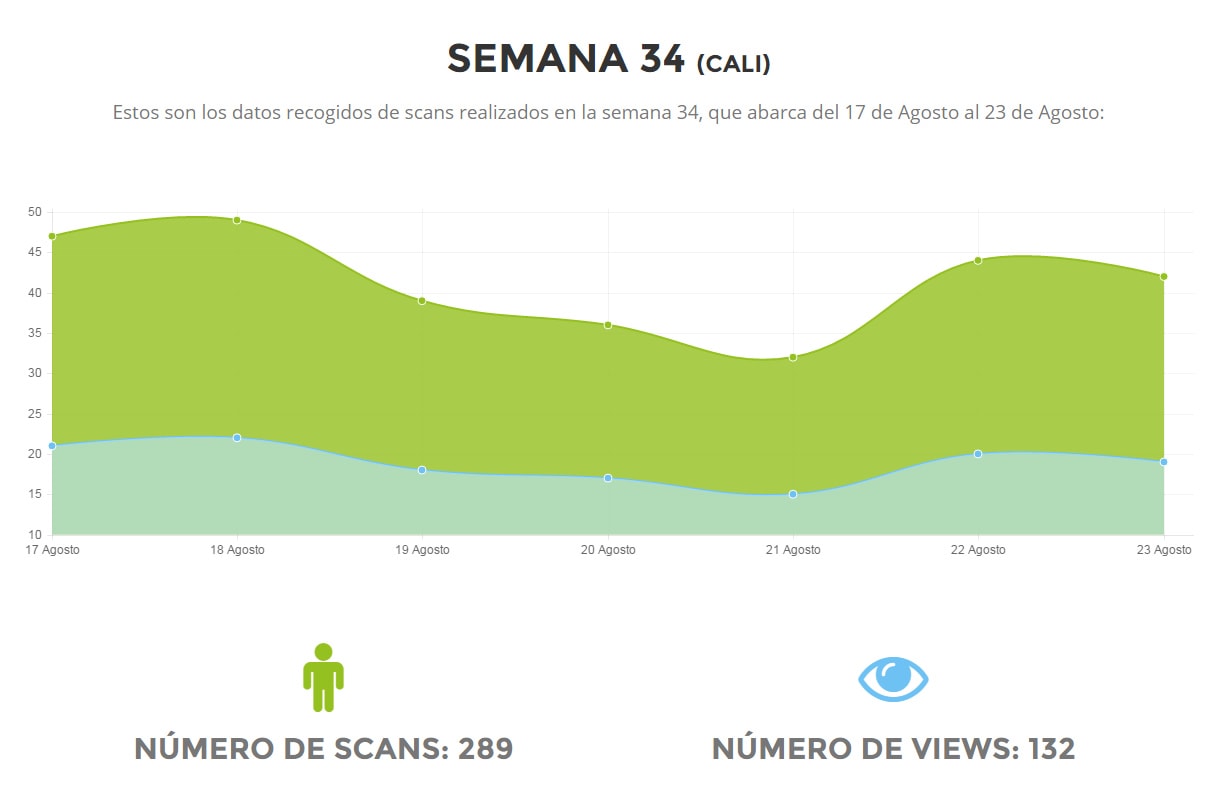 SEMANA 34 (CALI)
Estos son los datos recogidos de scans realizados en la semana 34, que abarca del 17 de Agosto al 23 de Agosto:
50
45
40
35
30
25
20
15
10
17 Agosto
18 Agosto
19 Agosto
20 Agosto
21 Agosto
22 Agosto
23 Agosto
NÚMERO DE SCANS: 289
NÚMERO DE VIEWS: 132